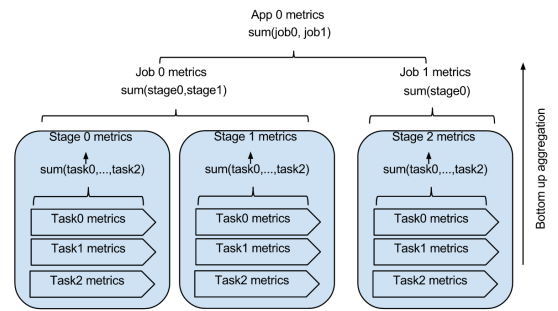 App 0 metrics
sum(job0, job1)
Job 0 metrics
sum(stage0,stage1)
Job 1 metrics
sum(stage0)
Stage 0 metrics
sum(task0,...,task2)
Task0 metrics
Task1 metrics
Task2 metrics
Stage 1 metrics
sum(task0,...,task2)
Task0 metrics
Task1 metrics
Task2 metrics
Stage 2 metrics
sum(task0,...,task2)
Task0 metrics
Task1 metrics
Task2 metrics
Bottom up aggregation